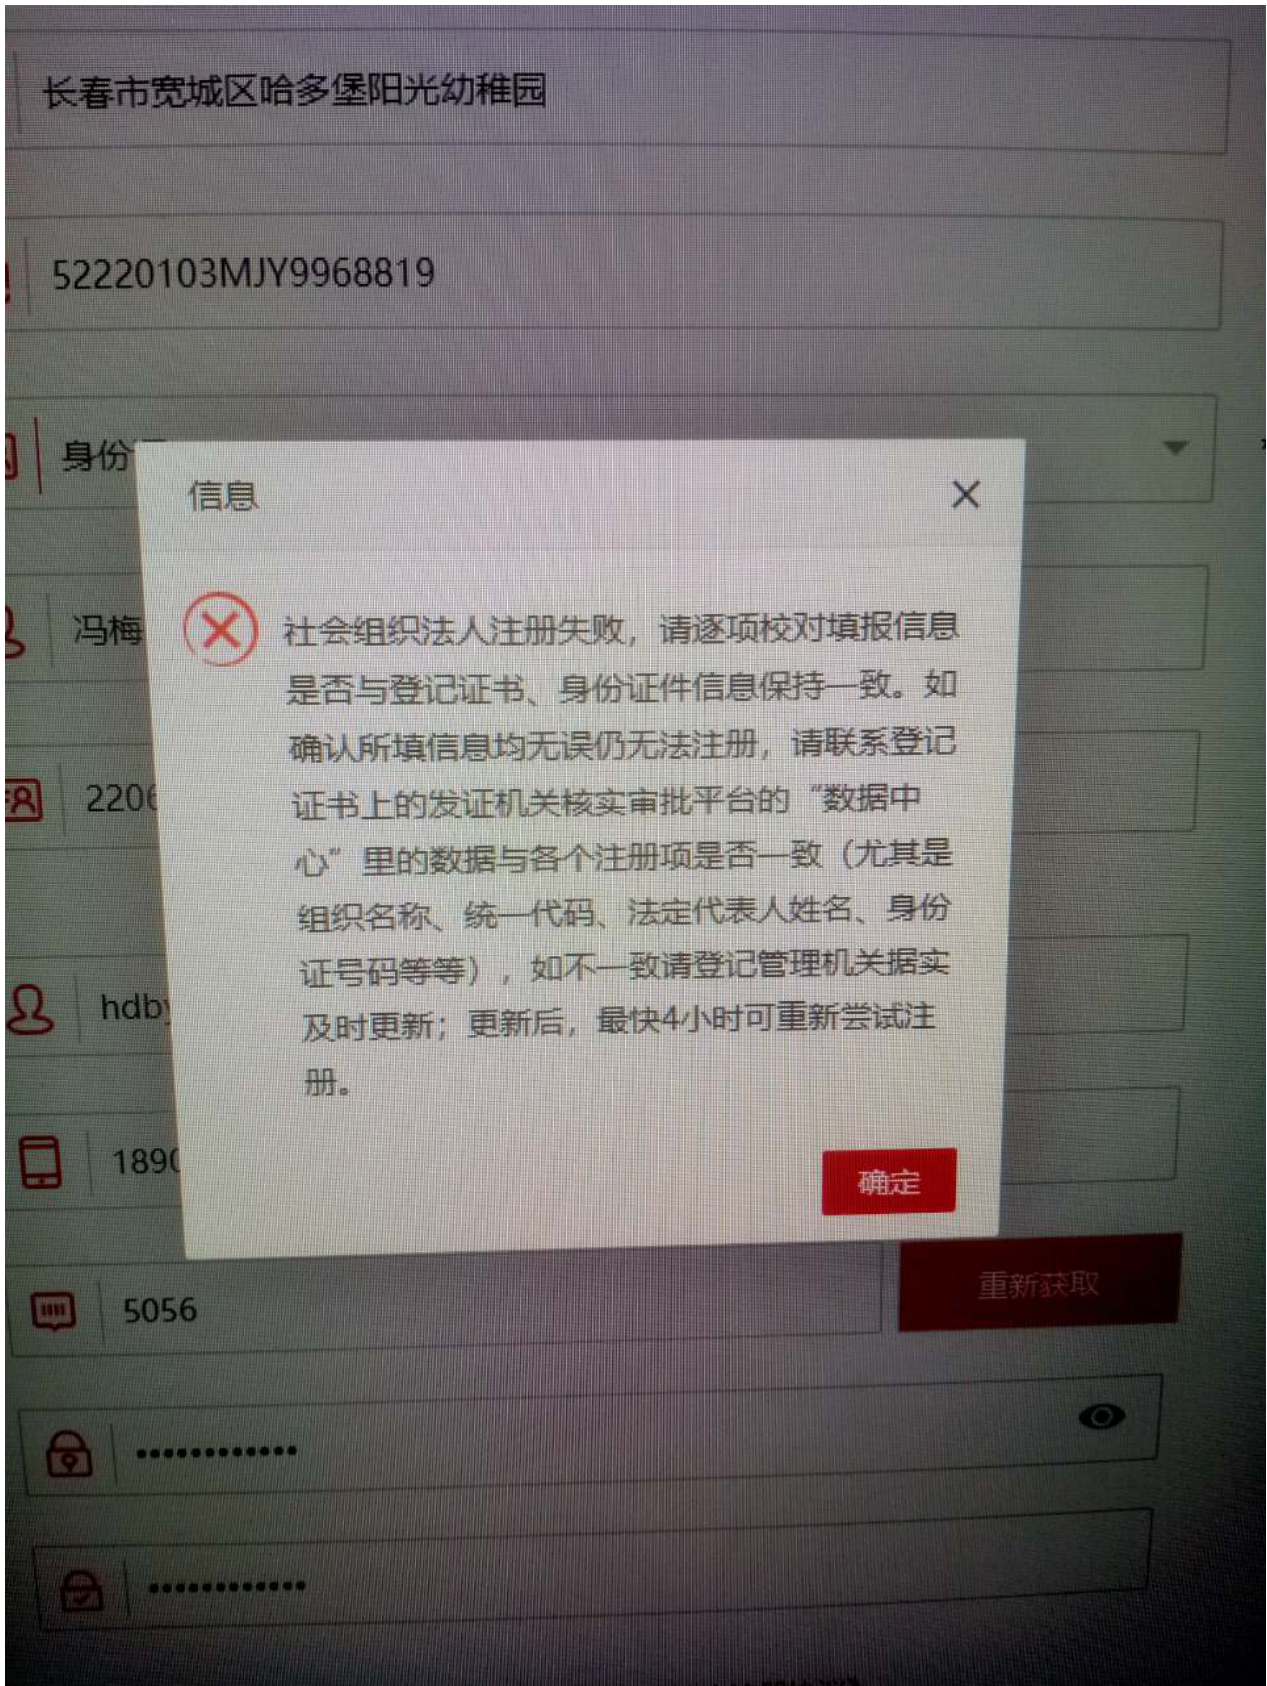 长春市宽城区哈多堡阳光幼稚园
52220103MJY9968819
身份
信息
冯梅
社会组织法人注册失败，请逐项校对填报信息
是否与登记证书、身份证件信息保持一致。如
确认所填信息均无误仍无法注册，请联系登记
证书上的发证机关核实审批平台的“数据中
心”里的数据与各个注册项是否一致（尤其是
组织名称、统一代码、法定代表人姓名、身份
证号码等等），如不一致请登记管理机关据实
及时更新；更新后，最快4小时可重新尝试注
册。
2206
hdby
1890
确定
5056
重新获取